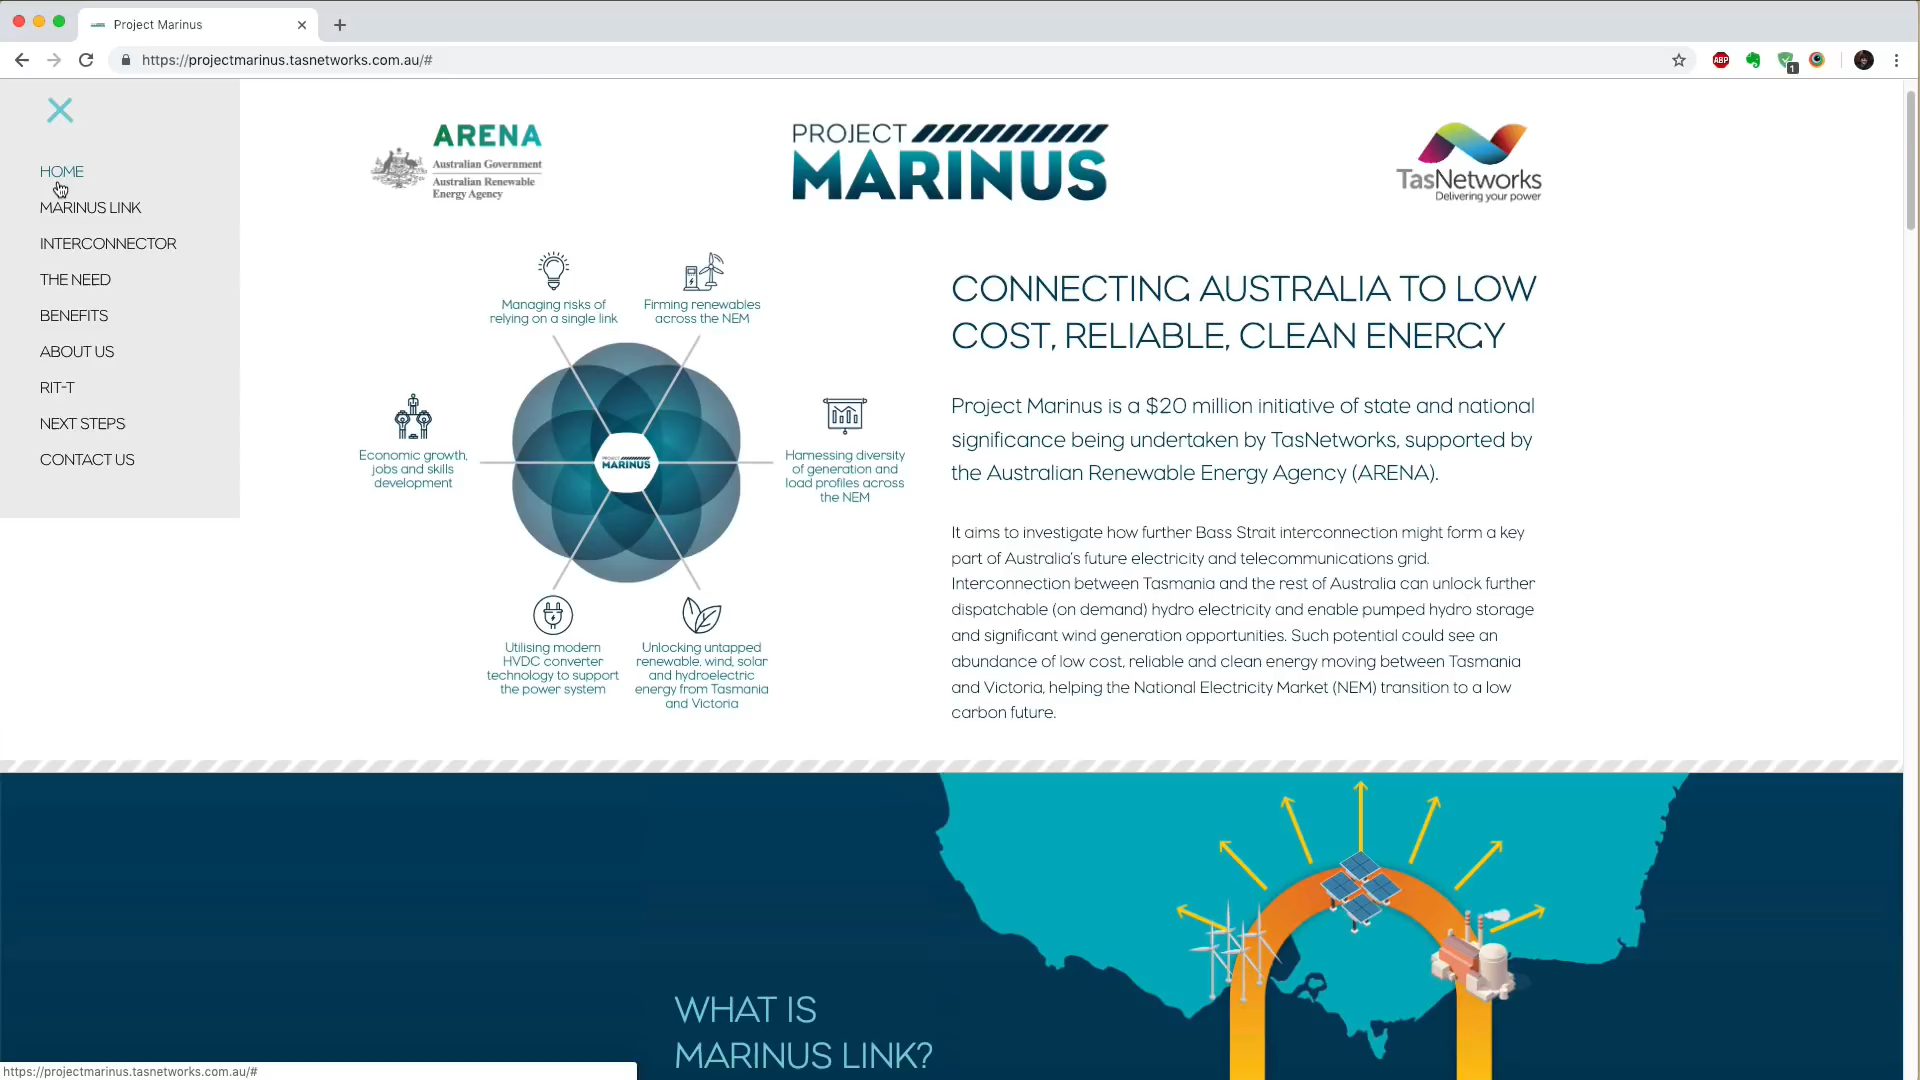 Project Marinus
https://projectmarinus.tasnetworks.com.au/#
ABP
1
HOME
MARINUS LINK
INTERCONNECTOR
THE NEED
BENEFITS
ABOUT US
RIT-T
NEXT STEPS
CONTACT US
ARENA
Australian Government
Australian Renewable
Energy Agency
PROJECT
MARINUS
TasNetworks
Delivering your power
Managing risks of
relying on a single link
Firming renewables
across the NEM
Economic growth,
jobs and skills
development
PROJECT
MARINUS
Harnessing diversity
of generation and
load profiles across
the NEM
Utilising modern
HVDC converter
technology to support
the power system
Unlocking untapped
renewable, wind, solar
and hydroelectric
energy from Tasmania
and Victoria
CONNECTING AUSTRALIA TO LOW
COST, RELIABLE, CLEAN ENERGY
Project Marinus is a $20 million initiative of state and national
significance being undertaken by TasNetworks, supported by
the Australian Renewable Energy Agency (ARENA).
It aims to investigate how further Bass Strait interconnection might form a key
part of Australia's future electricity and telecommunications grid.
Interconnection between Tasmania and the rest of Australia can unlock further
dispatchable (on demand) hydro electricity and enable pumped hydro storage
and significant wind generation opportunities. Such potential could see an
abundance of low cost, reliable and clean energy moving between Tasmania
and Victoria, helping the National Electricity Market (NEM) transition to a low
carbon future.
WHAT IS
MARINUS LINK?
https://projectmarinus.tasnetworks.com.au/#